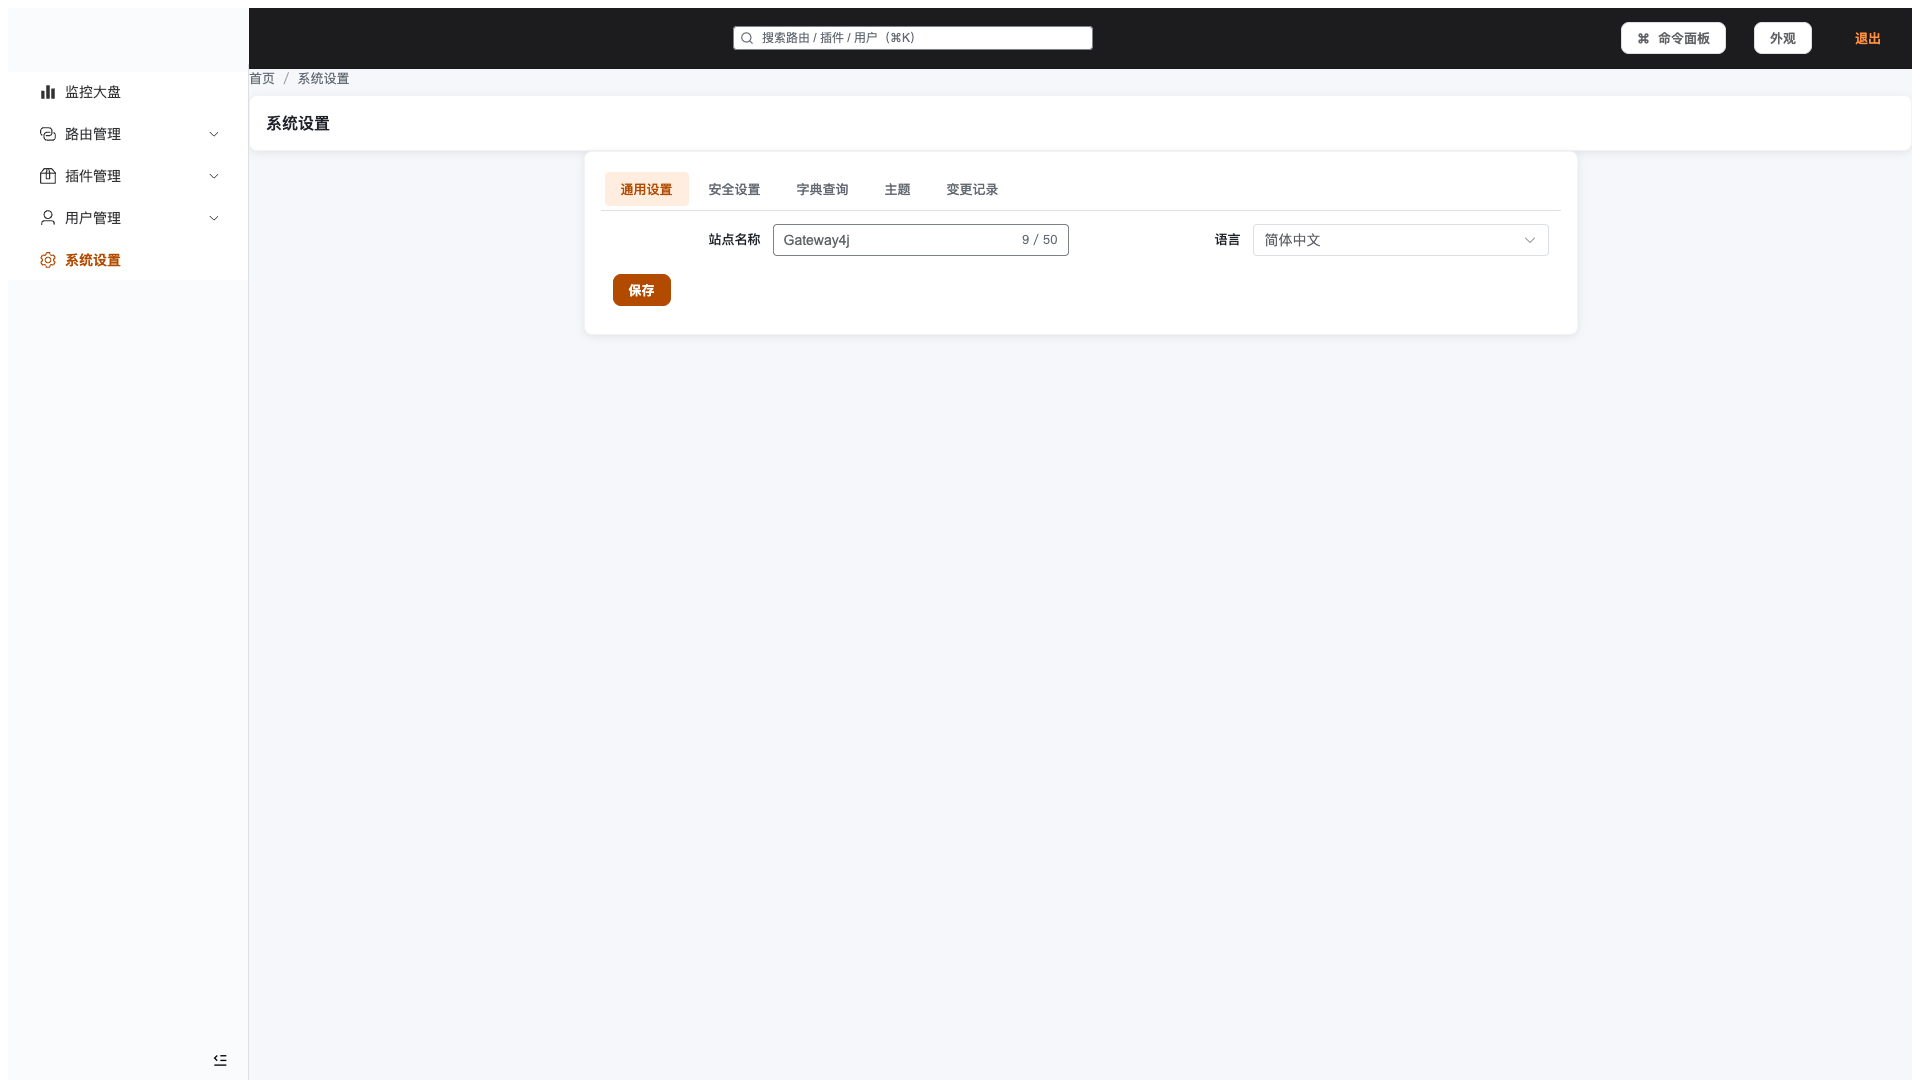 搜索路由 / 插件 / 用户（⌘K）
⌘ 命令面板
外观
退出
监控大盘
路由管理
插件管理
用户管理
系统设置
首页 / 系统设置
系统设置
通用设置
安全设置
字典查询
主题
变更记录
站点名称
Gateway4j
9 / 50
语言
简体中文
保存